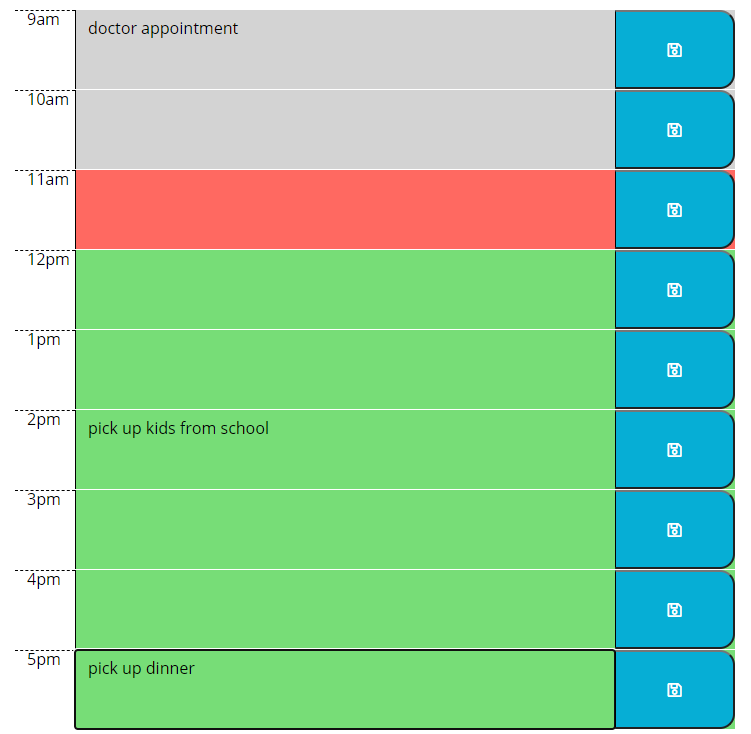 9am
doctor appointment
10am
11am
12pm
1pm
2pm
pick up kids from school
3pm
4pm
5pm
pick up dinner